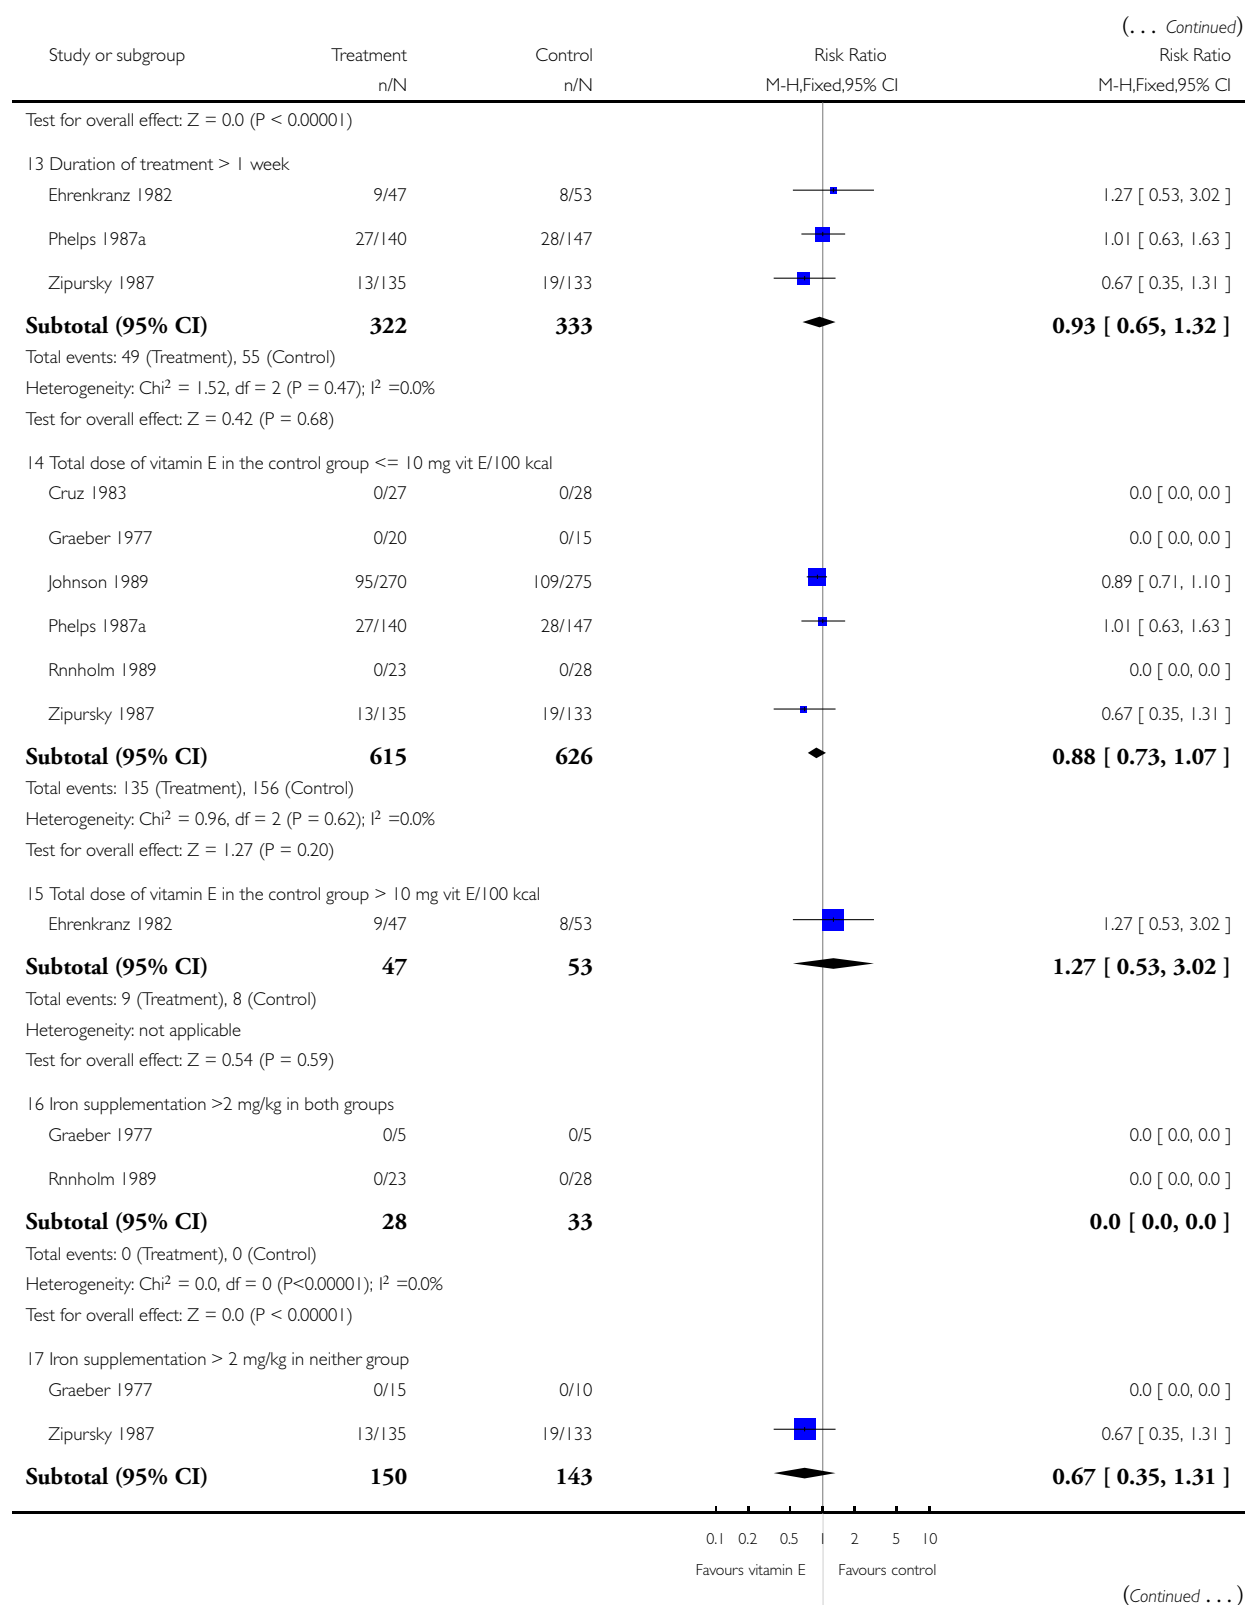 (... Continued)
Study or subgroup Treatment Control Risk Ratio Risk Ratio
n/N n/N M-H,Fixed,95% CI M-H,Fixed,95% CI
Test for overall effect: Z = 0.0 (P < 0.00001)
13 Duration of treatment > 1 week
Ehrenkranz 1982 9/47 8/53 1.27 [ 0.53, 3.02 ]
Phelps 1987a 27/140 28/147 1.01 [ 0.63, 1.63 ]
Zipursky 1987 13/135 19/133 0.67 [ 0.35, 1.31 ]
Subtotal (95% CI) 322 333 0.93 [ 0.65, 1.32 ]
Total events: 49 (Treatment), 55 (Control)
Heterogeneity: Chi² = 1.52, df = 2 (P = 0.47); I² =0.0%
Test for overall effect: Z = 0.42 (P = 0.68)
14 Total dose of vitamin E in the control group <= 10 mg vit E/100 kcal
Cruz 1983 0/27 0/28 0.0 [ 0.0, 0.0 ]
Graeber 1977 0/20 0/15 0.0 [ 0.0, 0.0 ]
Johnson 1989 95/270 109/275 0.89 [ 0.71, 1.10 ]
Phelps 1987a 27/140 28/147 1.01 [ 0.63, 1.63 ]
Rnnholm 1989 0/23 0/28 0.0 [ 0.0, 0.0 ]
Zipursky 1987 13/135 19/133 0.67 [ 0.35, 1.31 ]
Subtotal (95% CI) 615 626 0.88 [ 0.73, 1.07 ]
Total events: 135 (Treatment), 156 (Control)
Heterogeneity: Chi² = 0.96, df = 2 (P = 0.62); I² =0.0%
Test for overall effect: Z = 1.27 (P = 0.20)
15 Total dose of vitamin E in the control group > 10 mg vit E/100 kcal
Ehrenkranz 1982 9/47 8/53 1.27 [ 0.53, 3.02 ]
Subtotal (95% CI) 47 53 1.27 [ 0.53, 3.02 ]
Total events: 9 (Treatment), 8 (Control)
Heterogeneity: not applicable
Test for overall effect: Z = 0.54 (P = 0.59)
16 Iron supplementation >2 mg/kg in both groups
Graeber 1977 0/5 0/5 0.0 [ 0.0, 0.0 ]
Rnnholm 1989 0/23 0/28 0.0 [ 0.0, 0.0 ]
Subtotal (95% CI) 28 33 0.0 [ 0.0, 0.0 ]
Total events: 0 (Treatment), 0 (Control)
Heterogeneity: Chi² = 0.0, df = 0 (P<0.00001); I² =0.0%
Test for overall effect: Z = 0.0 (P < 0.00001)
17 Iron supplementation > 2 mg/kg in neither group
Graeber 1977 0/15 0/10 0.0 [ 0.0, 0.0 ]
Zipursky 1987 13/135 19/133 0.67 [ 0.35, 1.31 ]
Subtotal (95% CI) 150 143 0.67 [ 0.35, 1.31 ]
0.1 0.2 0.5 1 2 5 10
Favours vitamin E Favours control
(Continued ...)